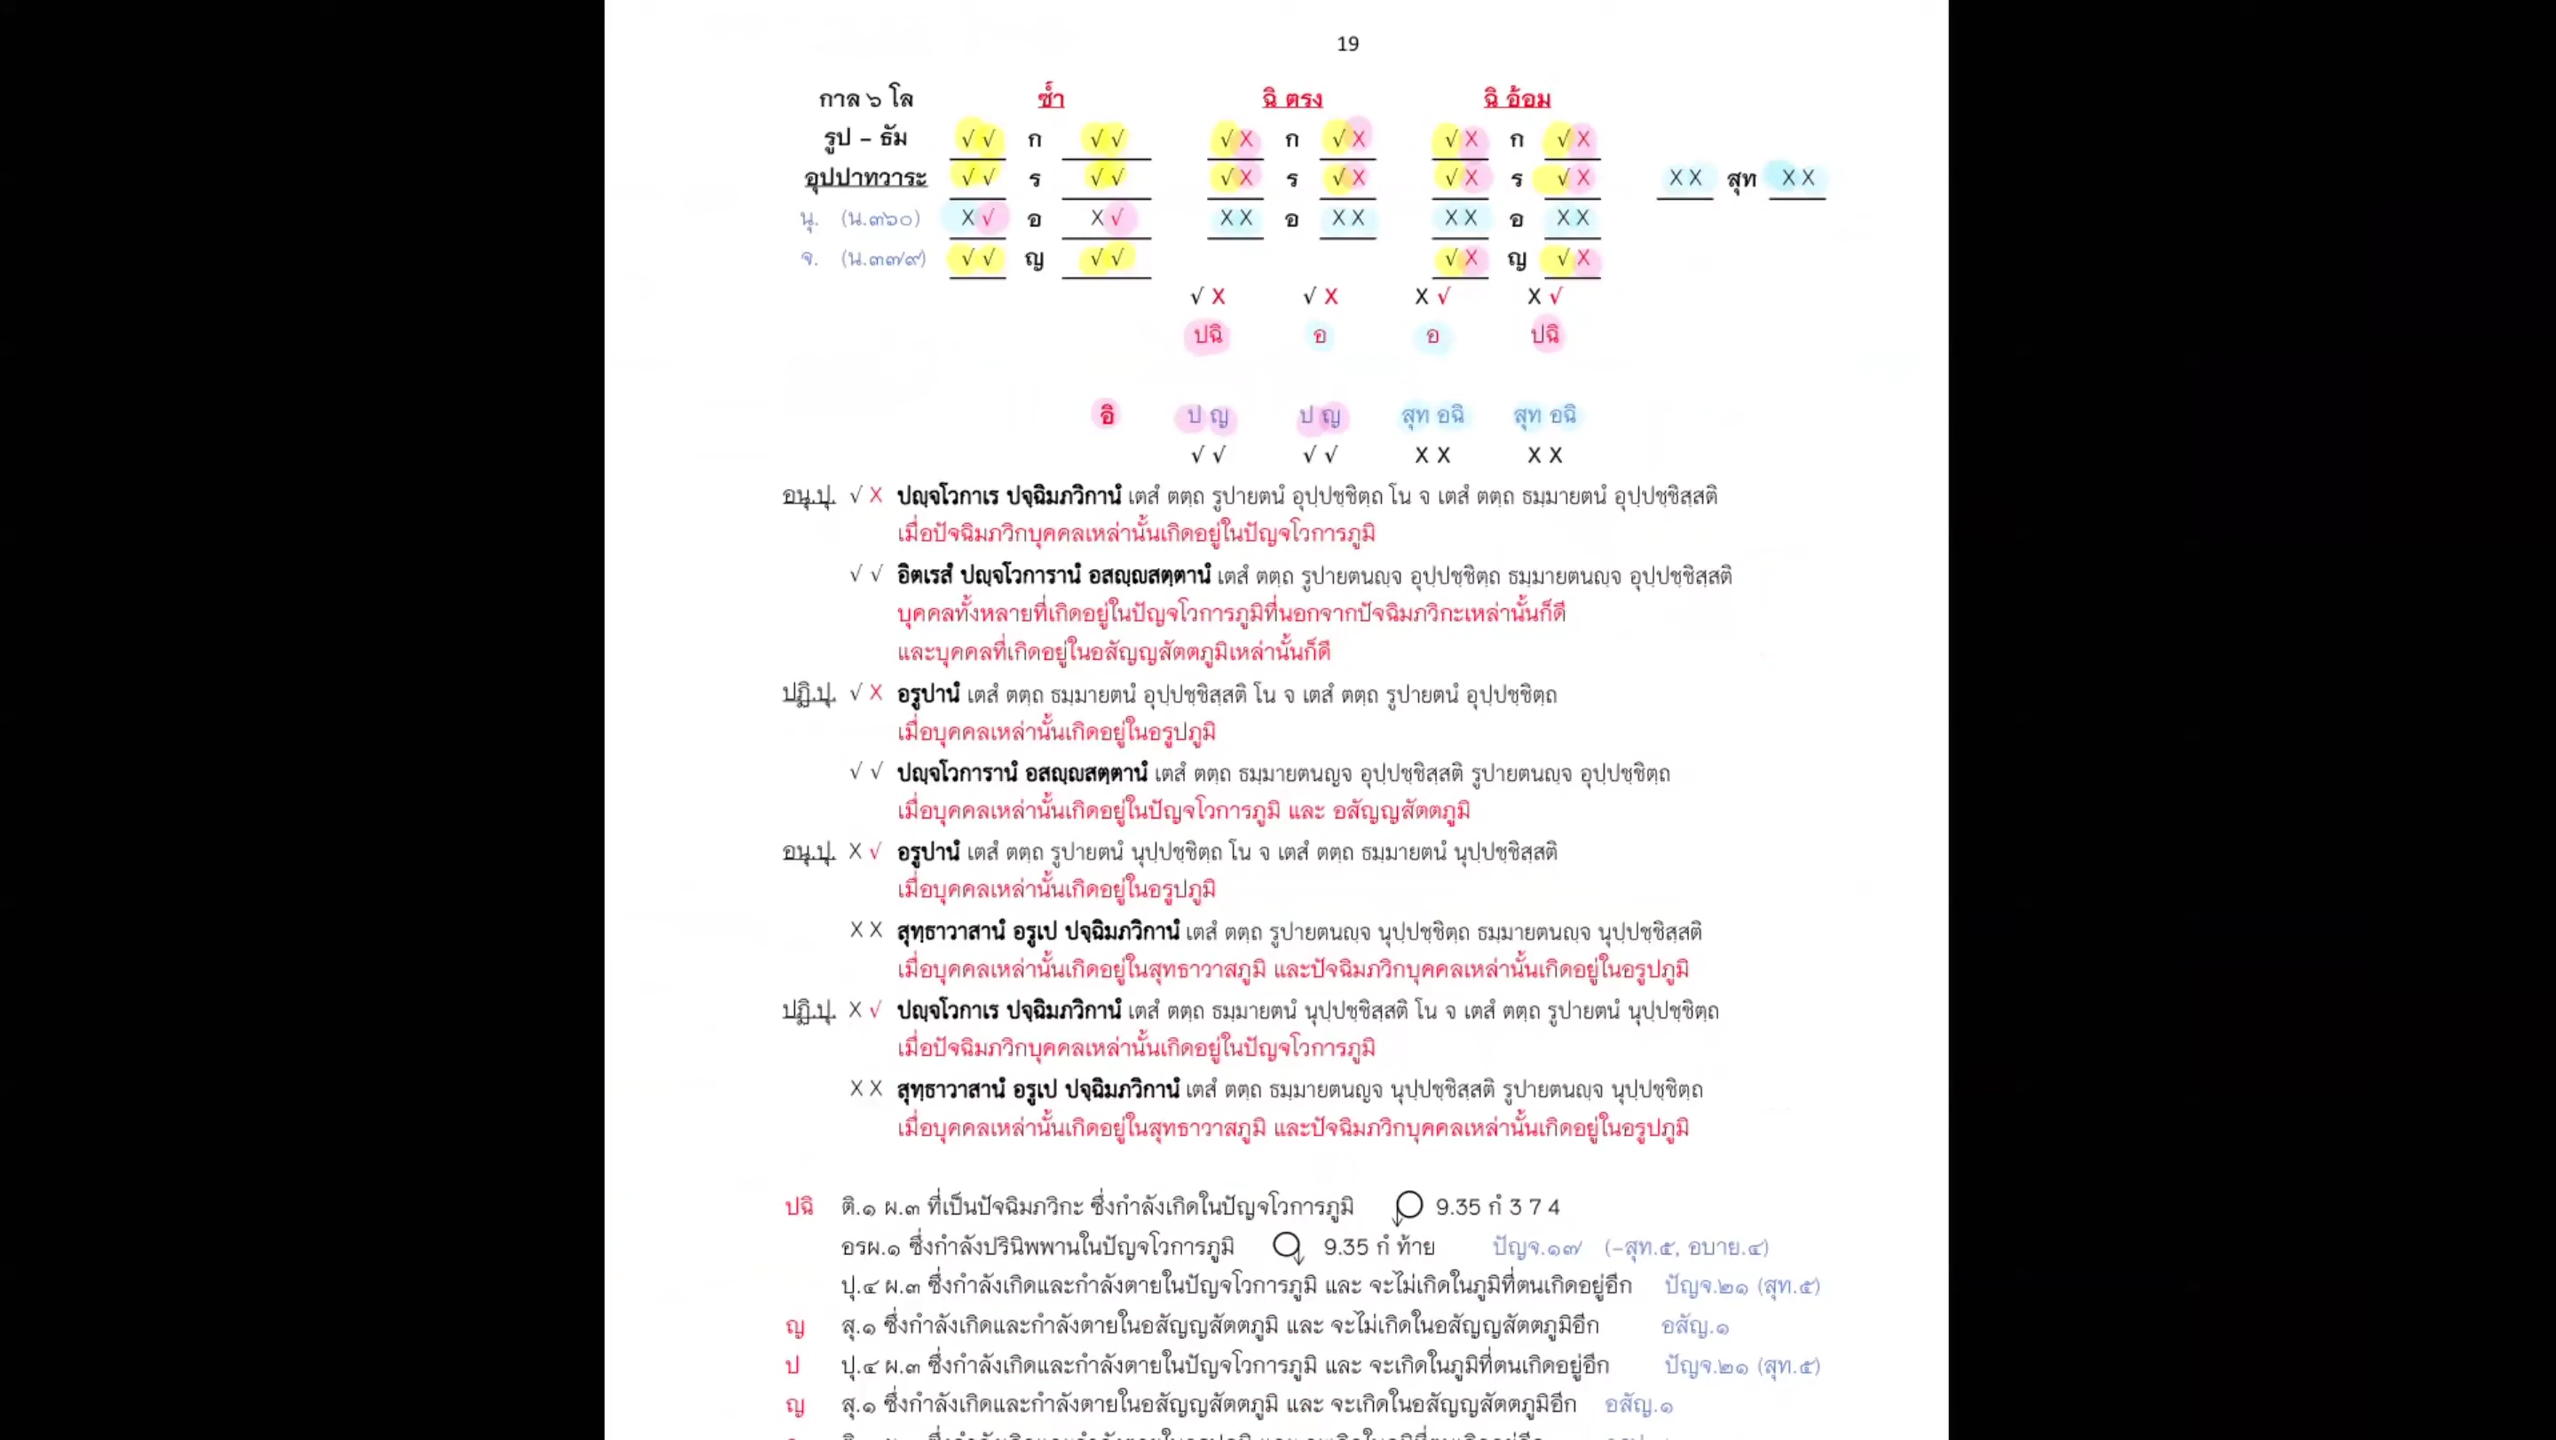 19
กาล ๖ โล ซ้ำ ฉิ ตรง ฉิ อ้อม
รูป – ธัม √ √ ก √ √ √ X ก √ X √ X ก √ X
อุปปาทวาระ √ √ ร √ √ √ X ร √ X √ X ร √ X X X สุท X X
นุ. (น.๓๖๐) X √ อ X √ X X อ X X X X อ X X
จ. (น.๓๗๙) √ √ ญ √ √ √ X ญ √ X
√ X √ X X √ X √
ปฉิ อ อ ปฉิ
อิ ป ญ ป ญ สุท อฉิ สุท อฉิ
√ √ √ √ X X X X
อนุ.ปุ. √ X ปญฺจโวกาเร ปจฺฉิมภวิกานํ เตสํ ตตฺถ รูปายตนํ อุปฺปชฺชิตฺถ โน จ เตสํ ตตฺถ ธมฺมายตนํ อุปฺปชฺชิสฺสติ
เมื่อปัจฉิมภวิกบุคคลเหล่านั้นเกิดอยู่ในปัญจโวการภูมิ
√ √ อิตเรสํ ปญฺจโวการานํ อสญฺญสตฺตานํ เตสํ ตตฺถ รูปายตนญฺจ อุปฺปชฺชิตฺถ ธมฺมายตนญฺจ อุปฺปชฺชิสฺสติ
บุคคลทั้งหลายที่เกิดอยู่ในปัญจโวการภูมิที่นอกจากปัจฉิมภวิกะเหล่านั้นก็ดี
และบุคคลที่เกิดอยู่ในอสัญญสัตตภูมิเหล่านั้นก็ดี
ปฏิ.ปุ. √ X อรูปานํ เตสํ ตตฺถ ธมฺมายตนํ อุปฺปชฺชิสฺสติ โน จ เตสํ ตตฺถ รูปายตนํ อุปฺปชฺชิตฺถ
เมื่อบุคคลเหล่านั้นเกิดอยู่ในอรูปภูมิ
√ √ ปญฺจโวการานํ อสญฺญสตฺตานํ เตสํ ตตฺถ ธมฺมายตนญฺจ อุปฺปชฺชิสฺสติ รูปายตนญฺจ อุปฺปชฺชิตฺถ
เมื่อบุคคลเหล่านั้นเกิดอยู่ในปัญจโวการภูมิ และ อสัญญสัตตภูมิ
อนุ.ปุ. X √ อรูปานํ เตสํ ตตฺถ รูปายตนํ นุปฺปชฺชิตฺถ โน จ เตสํ ตตฺถ ธมฺมายตนํ นุปฺปชฺชิสฺสติ
เมื่อบุคคลเหล่านั้นเกิดอยู่ในอรูปภูมิ
X X สุทฺธาวาสานํ อรูเป ปจฺฉิมภวิกานํ เตสํ ตตฺถ รูปายตนญฺจ นุปฺปชฺชิตฺถ ธมฺมายตนญฺจ นุปฺปชฺชิสฺสติ
เมื่อบุคคลเหล่านั้นเกิดอยู่ในสุทธาวาสภูมิ และปัจฉิมภวิกบุคคลเหล่านั้นเกิดอยู่ในอรูปภูมิ
ปฏิ.ปุ. X √ ปญฺจโวกาเร ปจฺฉิมภวิกานํ เตสํ ตตฺถ ธมฺมายตนํ นุปฺปชฺชิสฺสติ โน จ เตสํ ตตฺถ รูปายตนํ นุปฺปชฺชิตฺถ
เมื่อปัจฉิมภวิกบุคคลเหล่านั้นเกิดอยู่ในปัญจโวการภูมิ
X X สุทฺธาวาสานํ อรูเป ปจฺฉิมภวิกานํ เตสํ ตตฺถ ธมฺมายตนญฺจ นุปฺปชฺชิสฺสติ รูปายตนญฺจ นุปฺปชฺชิตฺถ
เมื่อบุคคลเหล่านั้นเกิดอยู่ในสุทธาวาสภูมิ และปัจฉิมภวิกบุคคลเหล่านั้นเกิดอยู่ในอรูปภูมิ
ปฉิ ติ.๑ ผ.๓ ที่เป็นปัจฉิมภวิกะ ซึ่งกำลังเกิดในปัญจโวการภูมิ 9.35 กํ 3 7 4
อรผ.๑ ซึ่งกำลังปรินิพพานในปัญจโวการภูมิ 9.35 กํ ท้าย ปัญจ.๑๗ (–สุท.๕, อบาย.๔)
ปุ.๔ ผ.๓ ซึ่งกำลังเกิดและกำลังตายในปัญจโวการภูมิ และ จะไม่เกิดในภูมิที่ตนเกิดอยู่อีก ปัญจ.๒๑ (สุท.๕)
ญ สุ.๑ ซึ่งกำลังเกิดและกำลังตายในอสัญญสัตตภูมิ และ จะไม่เกิดในอสัญญสัตตภูมิอีก อสัญ.๑
ป ปุ.๔ ผ.๓ ซึ่งกำลังเกิดและกำลังตายในปัญจโวการภูมิ และ จะเกิดในภูมิที่ตนเกิดอยู่อีก ปัญจ.๒๑ (สุท.๕)
ญ สุ.๑ ซึ่งกำลังเกิดและกำลังตายในอสัญญสัตตภูมิ และ จะเกิดในอสัญญสัตตภูมิอีก อสัญ.๑